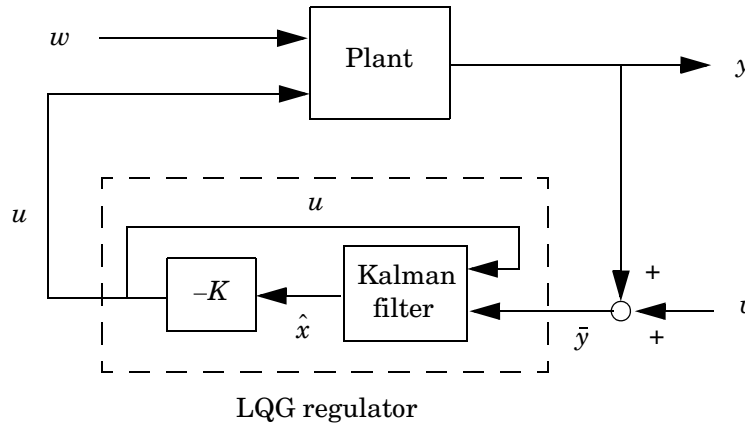 w
Plant
y
u
u
–K
Kalman
filter
x̂
ȳ
+
+
LQG regulator